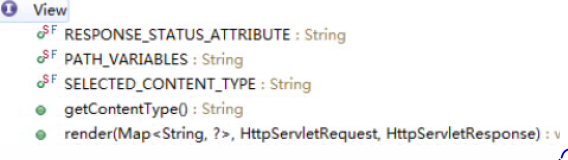 View
RESPONSE_STATUS_ATTRIBUTE : String
PATH_VARIABLES : String
SELECTED_CONTENT_TYPE : String
getContentType() : String
render(Map<String, ?>, HttpServletRequest, HttpServletResponse) :